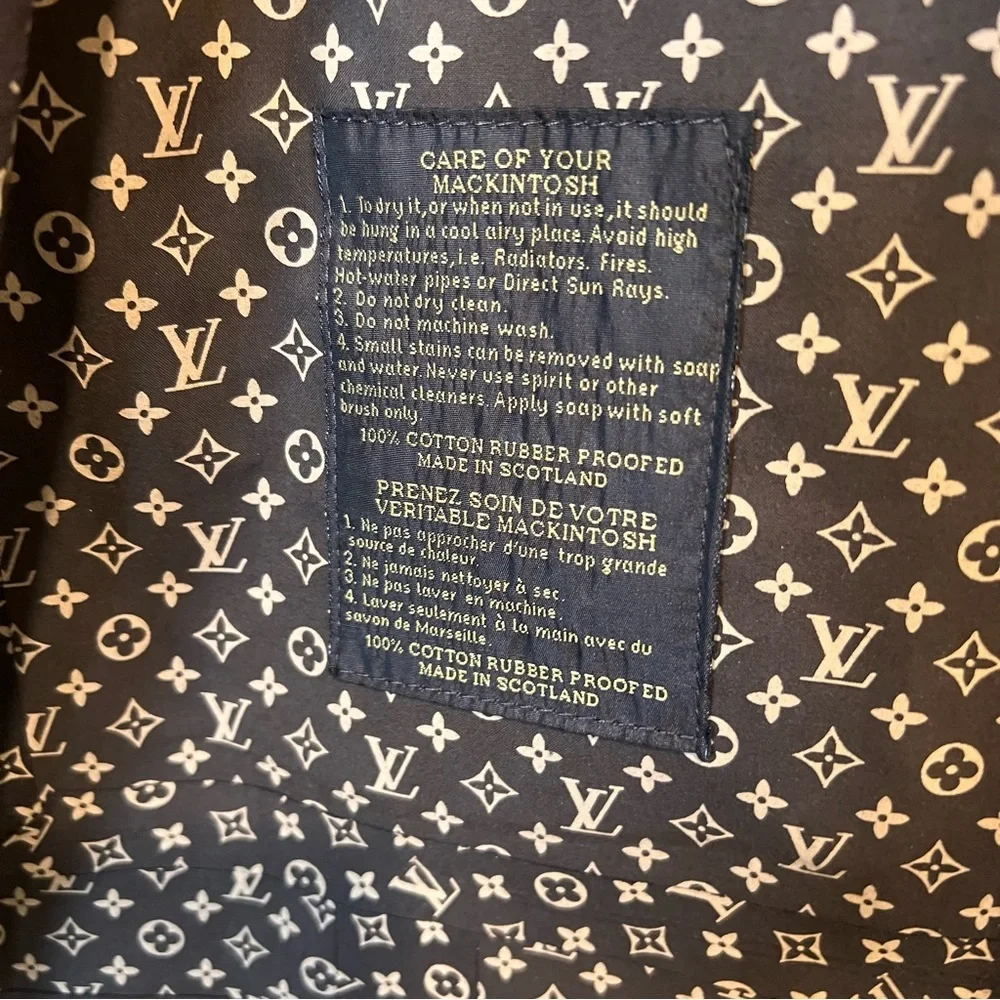 CARE OF YOUR
MACKINTOSH
1. To dry it, or when not in use, it should
be hung in a cool airy place. Avoid high
temperatures, i.e. Radiators. Fires.
Hot-water pipes or Direct Sun Rays.
2. Do not dry clean.
3. Do not machine wash.
4. Small stains can be removed with soap
and water. Never use spirit or other
chemical cleaners. Apply soap with soft
brush only.
100% COTTON RUBBER PROOFED
MADE IN SCOTLAND
PRENEZ SOIN DE VOTRE
VERITABLE MACKINTOSH
1. Ne pas approcher d'une trop grande
source de chaleur.
2. Ne jamais nettoyer à sec.
3. Ne pas laver en machine.
4. Laver seulement à la main avec du
savon de Marseille.
100% COTTON RUBBER PROOFED
MADE IN SCOTLAND